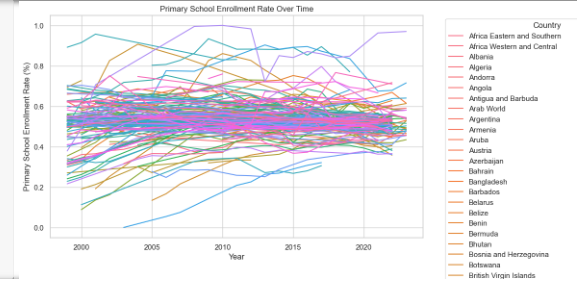 Primary School Enrollment Rate Over Time
Primary School Enrollment Rate (%)
1.0
0.8
0.6
0.4
0.2
0.0
2000
2005
2010
2015
2020
Year
Country
Africa Eastern and Southern
Africa Western and Central
Albania
Algeria
Andorra
Angola
Antigua and Barbuda
Arab World
Argentina
Armenia
Aruba
Austria
Azerbaijan
Bahrain
Bangladesh
Barbados
Belarus
Belize
Benin
Bermuda
Bhutan
Bosnia and Herzegovina
Botswana
British Virgin Islands